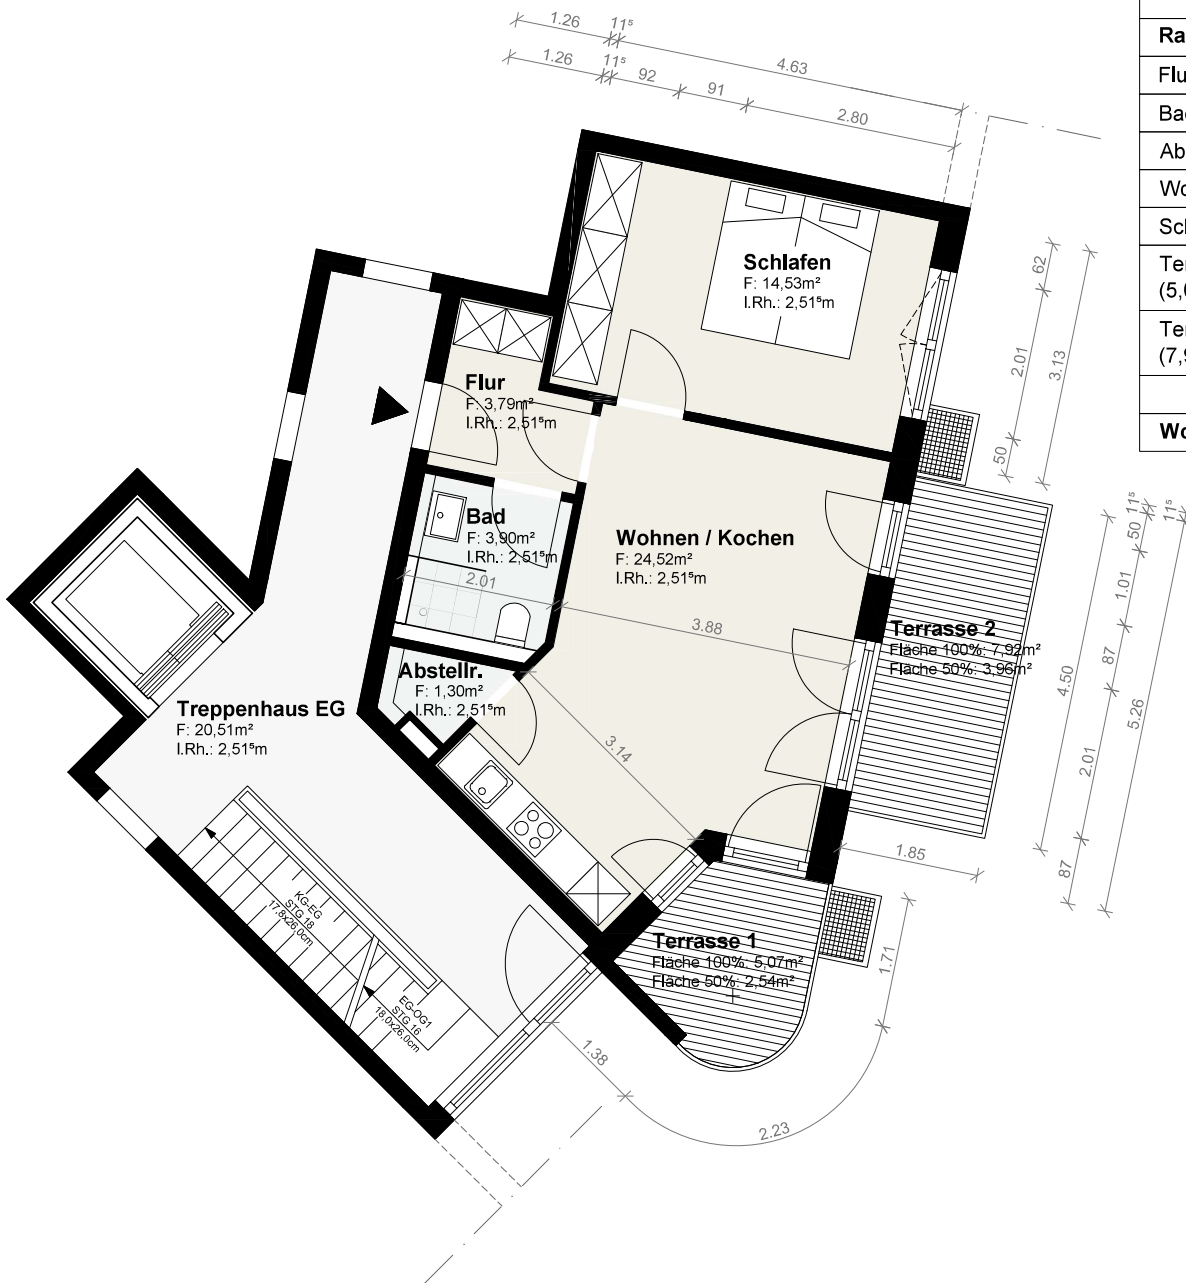 1.26 11⁵ 4.63
1.26 11⁵ 92 91 2.80
Schlafen
F: 14,53m²
l.Rh.: 2,51⁵m
62
2.01
50
3.13
Flur
F: 3,79m²
l.Rh.: 2,51⁵m
Bad
F: 3,90m²
l.Rh.: 2,51⁵m
2.01
Wohnen / Kochen
F: 24,52m²
l.Rh.: 2,51⁵m
3.88
3.14
Abstellr.
F: 1,30m²
l.Rh.: 2,51⁵m
Treppenhaus EG
F: 20,51m²
l.Rh.: 2,51⁵m
Terrasse 2
Fläche 100%: 7,92m²
Fläche 50%: 3,96m²
11⁵
50
1.01
87
2.01
87
4.50
11⁵
5.26
1.85
KG-EG
STG 18
17.8x26.0cm
EG-OG1
STG 16
18.0x26.0cm
Terrasse 1
Fläche 100%: 5,07m²
Fläche 50%: 2,54m²
1.71
1.38
2.23
Ra
Flu
Ba
Ab
Wo
Scl
Ter
(5,0
Ter
(7,9
Wo